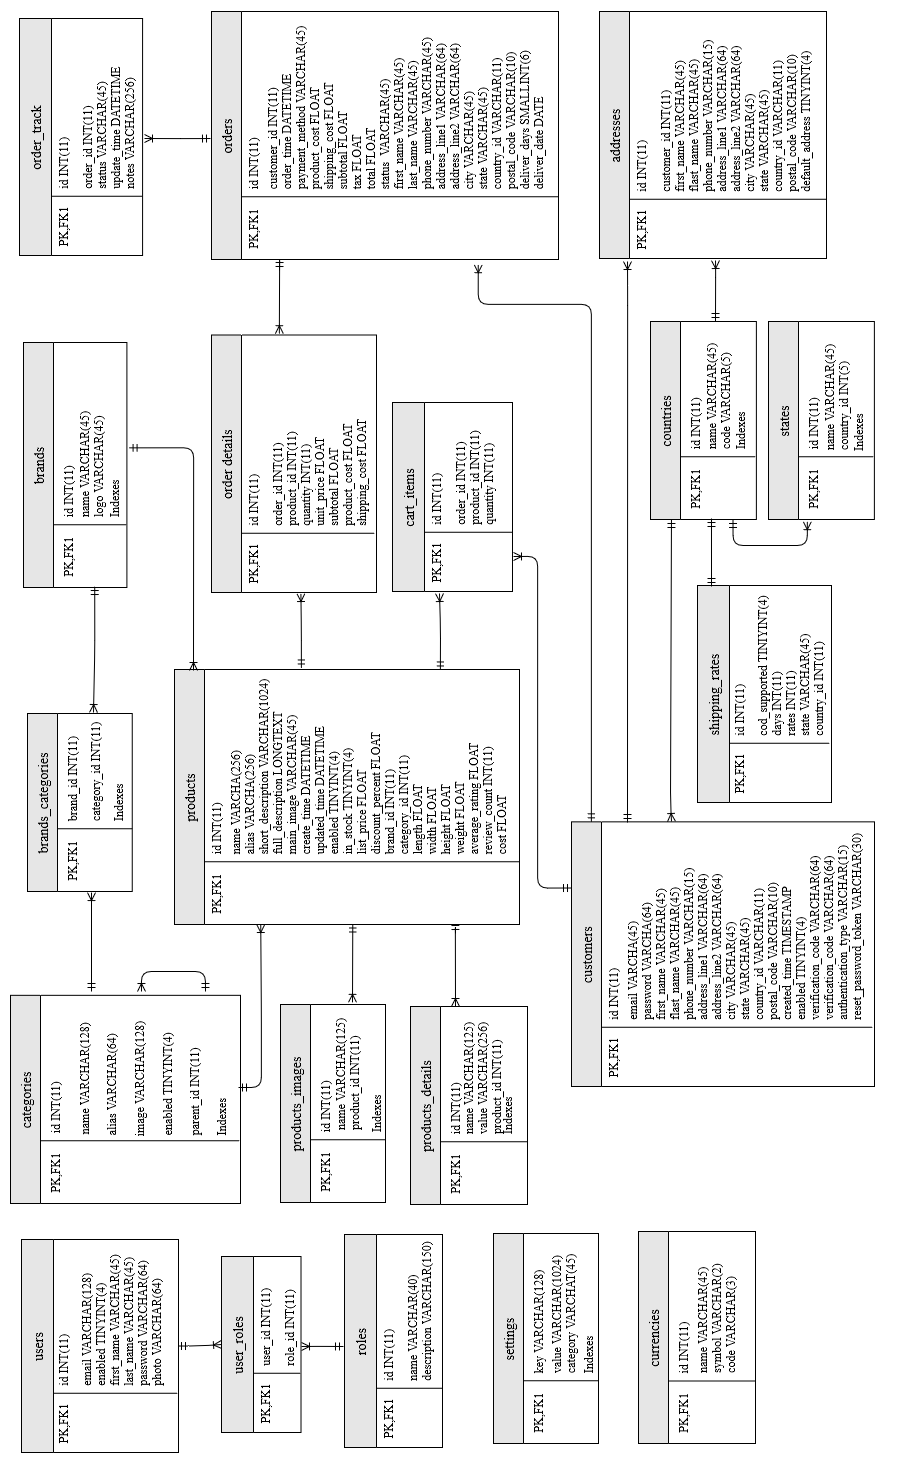 users
PK,FK1
id INT(11)
email VARCHAR(128)
enabled TINYINT(4)
first_name VARCHAR(45)
last_name VARCHAR(45)
password VARCHAR(64)
photo VARCHAR(64)
categories
PK,FK1
id INT(11)
name VARCHAR(128)
alias VARCHAR(64)
image VARCHAR(128)
enabled TINYINT(4)
parent_id INT(11)
Indexes
brands_categories
PK,FK1
brand_id INT(11)
category_id INT(11)
Indexes
brands
PK,FK1
id INT(11)
name VARCHAR(45)
logo VARCHAR(45)
Indexes
order_track
PK,FK1
id INT(11)
order_id INT(11)
status VARCHAR(45)
update_time DATETIME
notes VARCHAR(256)
user_roles
PK,FK1
user_id INT(11)
role_id INT(11)
roles
PK,FK1
id INT(11)
name VARCHAR(40)
description VARCHAR(150)
products_images
PK,FK1
id INT(11)
name VARCHAR(125)
product_id INT(11)
Indexes
products_details
PK,FK1
id INT(11)
name VARCHAR(125)
value VARCHAR(256)
product_id INT(11)
Indexes
products
PK,FK1
id INT(11)
name VARCHA(256)
alias VARCHA(256)
short_description VARCHAR(1024)
full_description LONGTEXT
main_image VARCHAR(45)
create_time DATETIME
updated_time DATETIME
enabled TINYINT(4)
in_stock TINYINT(4)
list_price FLOAT
discount_percent FLOAT
brand_id INT(11)
category_id INT(11)
length FLOAT
width FLOAT
height FLOAT
weight FLOAT
average_rating FLOAT
review_count INT(11)
cost FLOAT
order details
PK,FK1
id INT(11)
order_id INT(11)
product_id INT(11)
quantity INT(11)
unit_price FLOAT
subtotal FLOAT
product_cost FLOAT
shipping_cost FLOAT
cart_items
PK,FK1
id INT(11)
order_id INT(11)
product_id INT(11)
quantity INT(11)
orders
PK,FK1
id INT(11)
customer_id INT(11)
order_time DATETIME
payment_method VARCHAR(45)
product_cost FLOAT
shipping_cost FLOAT
subtotal FLOAT
tax FLOAT
total FLOAT
status VARCHAR(45)
first_name VARCHAR(45)
last_name VARCHAR(45)
phone_number VARCHAR(45)
address_line1 VARCHAR(64)
address_line2 VARCHAR(64)
city VARCHAR(45)
state VARCHAR(45)
country_id VARCHAR(11)
postal_code VARCHAR(10)
deliver_days SMALLINT(6)
deliver_date DATE
settings
PK,FK1
key VARCHAR(128)
value VARCHAR(1024)
category VARCHAT(45)
Indexes
currencies
PK,FK1
id INT(11)
name VARCHAR(45)
symbol VARCHAR(2)
code VARCHAR(3)
customers
PK,FK1
id INT(11)
email VARCHA(45)
password VARCHA(64)
first_name VARCHAR(45)
flast_name VARCHAR(45)
phone_number VARCHAR(15)
address_line1 VARCHAR(64)
address_line2 VARCHAR(64)
city VARCHAR(45)
state VARCHAR(45)
country_id VARCHAR(11)
postal_code VARCHAR(10)
created_time TIMESTAMP
enabled TINYINT(4)
verification_code VARCHAR(64)
verification_code VARCHAR(64)
authentication_type VARCHAR(15)
reset_password_token VARCHAR(30)
shipping_rates
PK,FK1
id INT(11)
cod_supported TINIYINT(4)
days INT(11)
rates INT(11)
state VARCHAR(45)
country_id INT(11)
countries
PK,FK1
id INT(11)
name VARCHAR(45)
code VARCHAR(5)
Indexes
states
PK,FK1
id INT(11)
name VARCHAR(45)
country_id INT(5)
Indexes
addresses
PK,FK1
id INT(11)
customer_id INT(11)
first_name VARCHAR(45)
flast_name VARCHAR(45)
phone_number VARCHAR(15)
address_line1 VARCHAR(64)
address_line2 VARCHAR(64)
city VARCHAR(45)
state VARCHAR(45)
country_id VARCHAR(11)
postal_code VARCHAR(10)
default_address TINYINT(4)